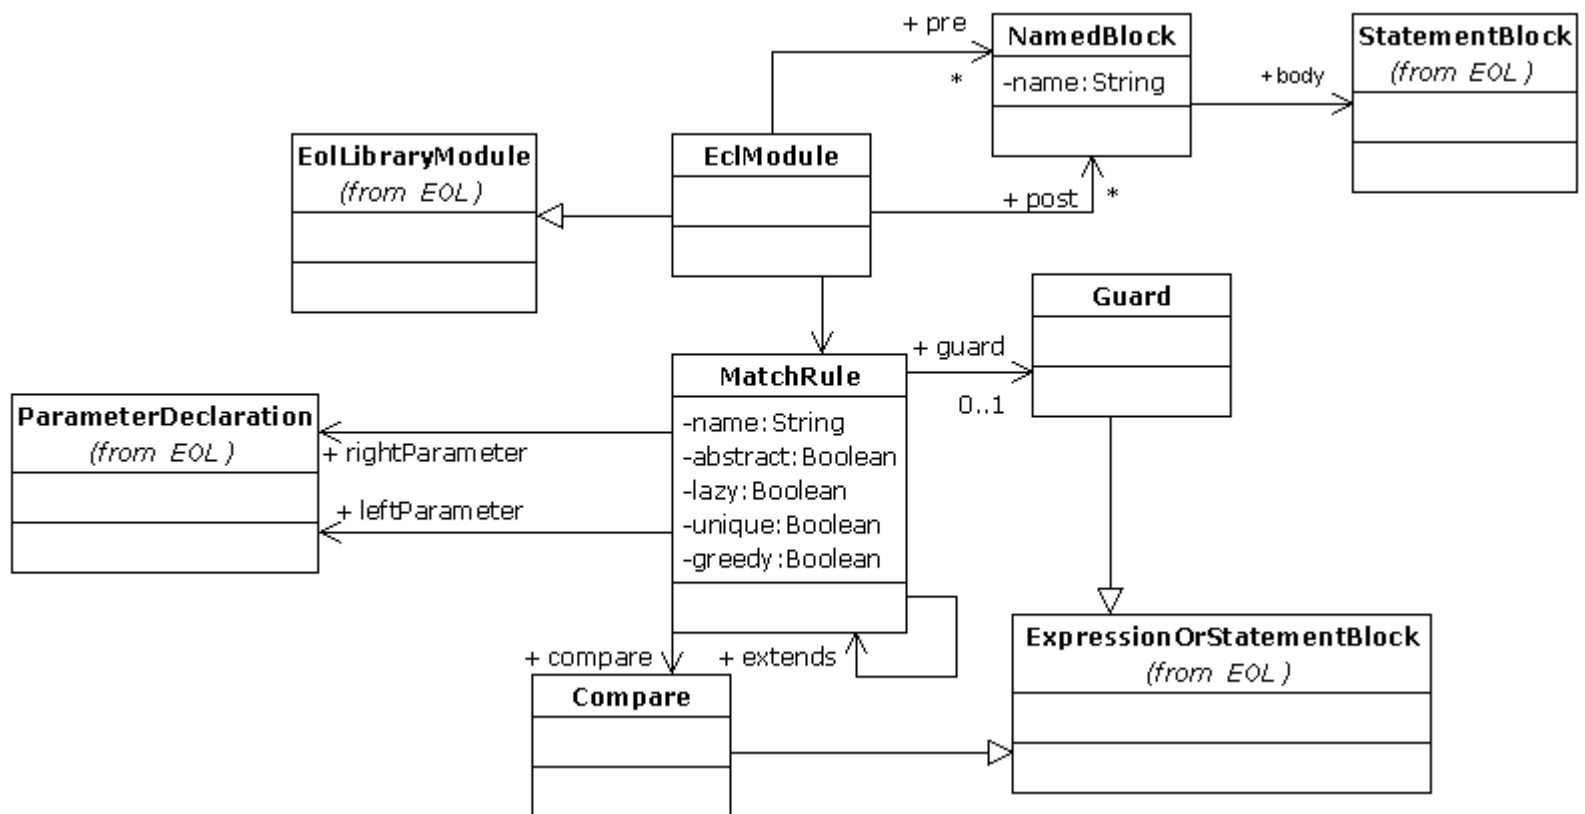 + pre
*
NamedBlock
-name:String
StatementBlock
(from EOL)
+body
EolLibraryModule
(from EOL)
EclModule
+ post
*
Guard
+ guard
0..1
MatchRule
-name:String
-abstract:Boolean
-lazy:Boolean
-unique:Boolean
-greedy:Boolean
ParameterDeclaration
(from EOL)
+ rightParameter
+ leftParameter
+ compare
+ extends
Compare
ExpressionOrStatementBlock
(from EOL)